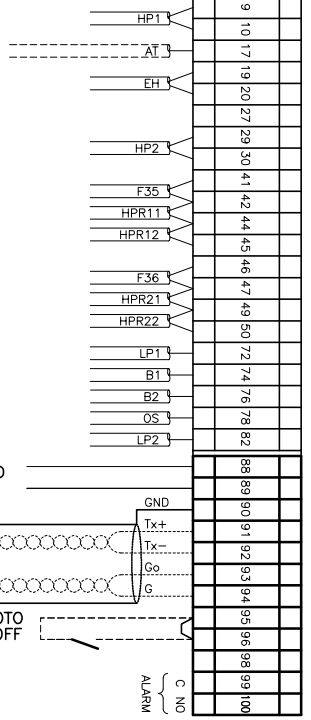 9
HP1
10
AT
17
19
EH
20
27
29
HP2
30
41
F35
42
HPR11
44
HPR12
45
46
F36
47
HPR21
49
HPR22
50
LP1
72
B1
74
B2
76
OS
78
LP2
82
88
89
GND
90
Tx+
91
Tx-
92
Go
93
G
94
OTO
95
OFF
96
98
ALARM
C
99
NO
100